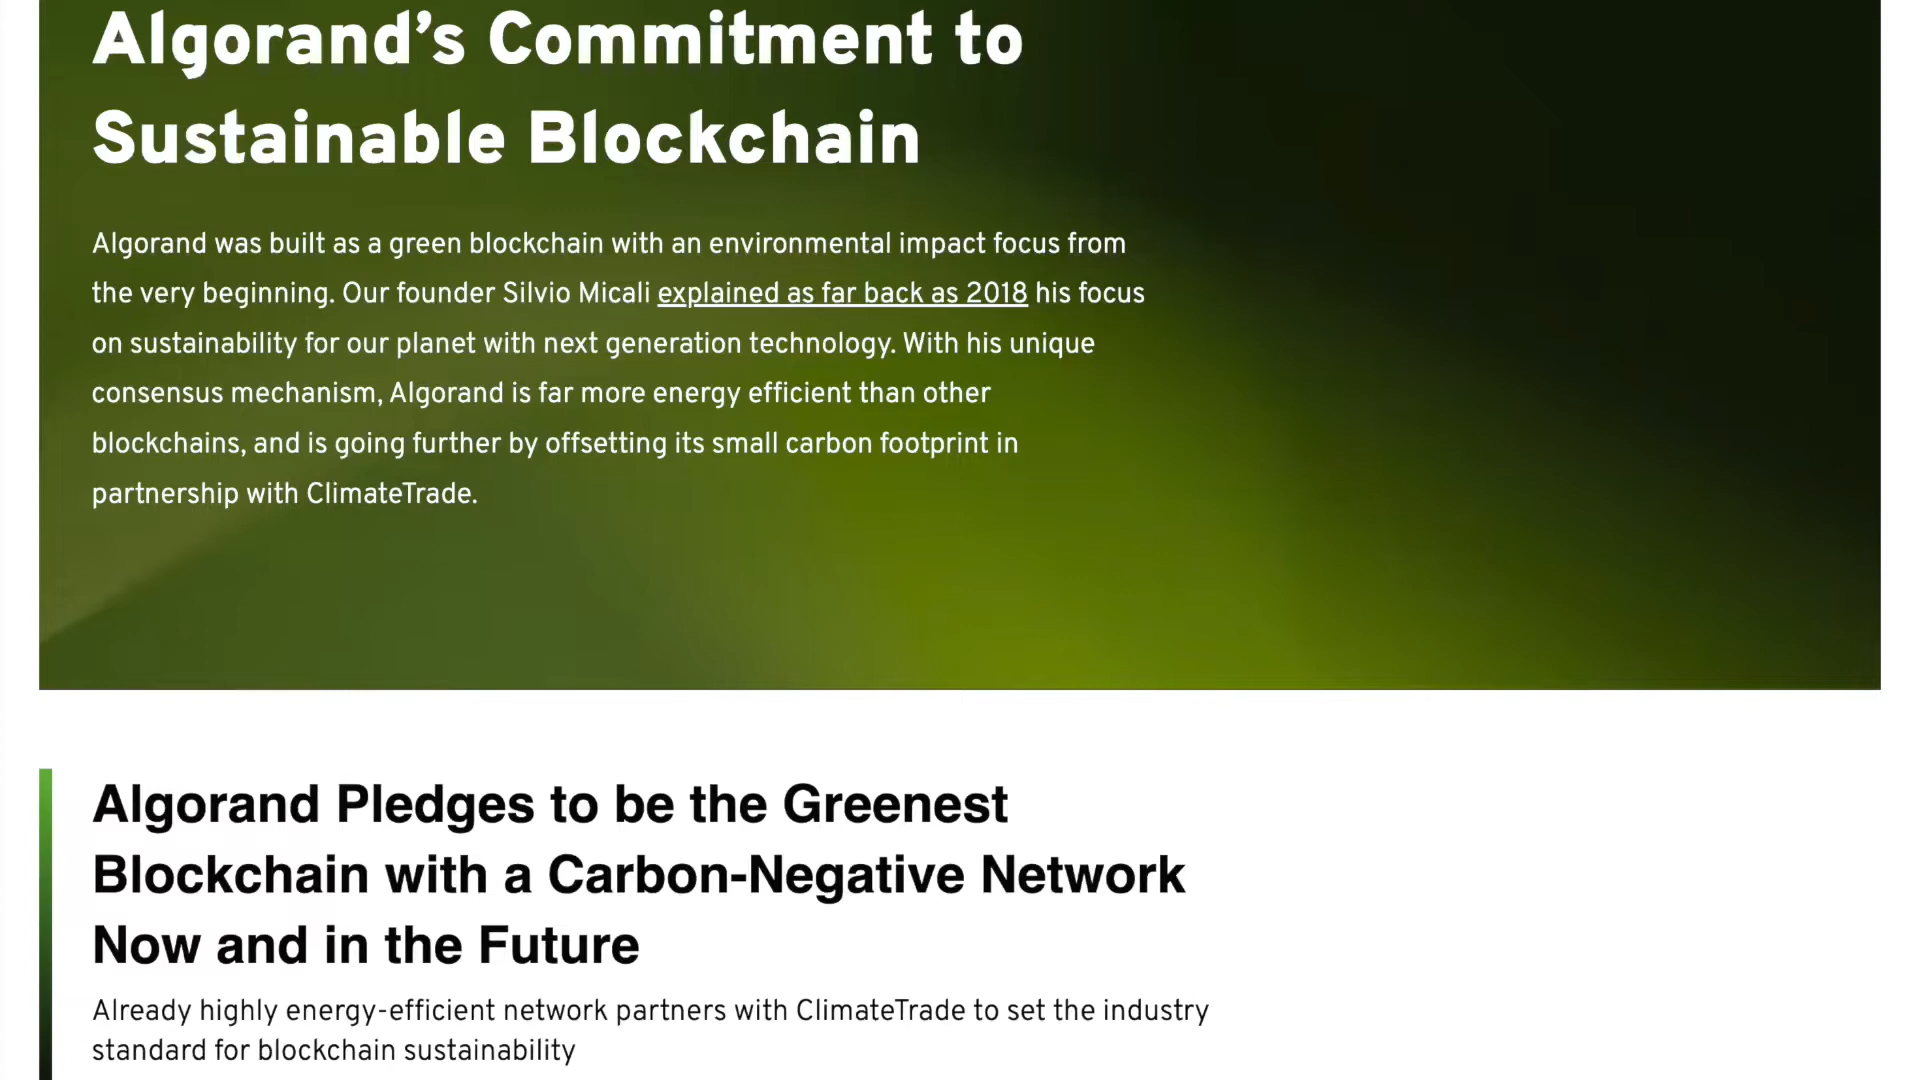 Algorand’s Commitment to
Sustainable Blockchain
Algorand was built as a green blockchain with an environmental impact focus from
the very beginning. Our founder Silvio Micali explained as far back as 2018 his focus
on sustainability for our planet with next generation technology. With his unique
consensus mechanism, Algorand is far more energy efficient than other
blockchains, and is going further by offsetting its small carbon footprint in
partnership with ClimateTrade.
Algorand Pledges to be the Greenest
Blockchain with a Carbon-Negative Network
Now and in the Future
Already highly energy-efficient network partners with ClimateTrade to set the industry
standard for blockchain sustainability